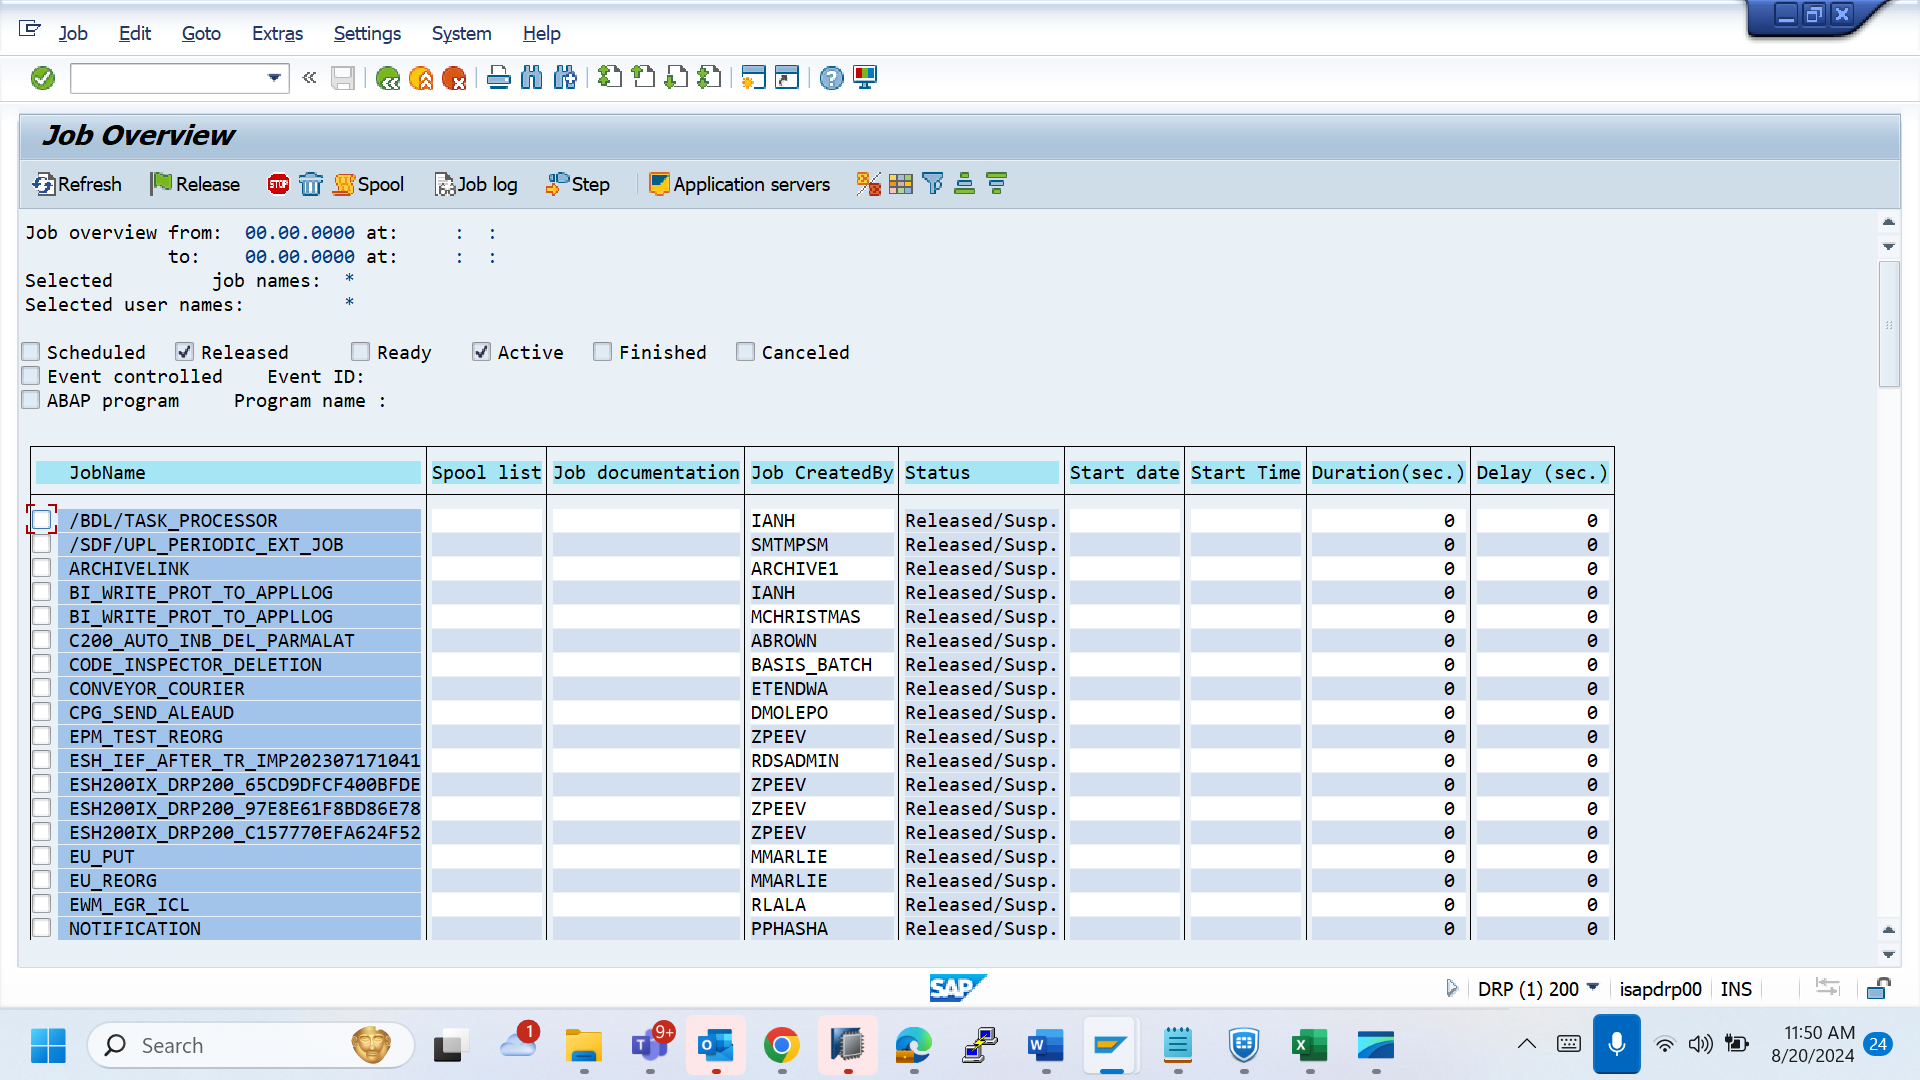 Job Edit Goto Extras Settings System Help
Job Overview
Refresh Release STOP Spool Job log Step Application servers
Job overview from: 00.00.0000 at: : :
to: 00.00.0000 at: : :
Selected job names: *
Selected user names: *
Scheduled Released Ready Active Finished Canceled
Event controlled Event ID:
ABAP program Program name :
JobName Spool list Job documentation Job CreatedBy Status Start date Start Time Duration(sec.) Delay (sec.)
/BDL/TASK_PROCESSOR IANH Released/Susp. 0 0
/SDF/UPL_PERIODIC_EXT_JOB SMTMPSM Released/Susp. 0 0
ARCHIVELINK ARCHIVE1 Released/Susp. 0 0
BI_WRITE_PROT_TO_APPLLOG IANH Released/Susp. 0 0
BI_WRITE_PROT_TO_APPLLOG MCHRISTMAS Released/Susp. 0 0
C200_AUTO_INB_DEL_PARMALAT ABROWN Released/Susp. 0 0
CODE_INSPECTOR_DELETION BASIS_BATCH Released/Susp. 0 0
CONVEYOR_COURIER ETENDWA Released/Susp. 0 0
CPG_SEND_ALEAUD DMOLEPO Released/Susp. 0 0
EPM_TEST_REORG ZPEEV Released/Susp. 0 0
ESH_IEF_AFTER_TR_IMP202307171041 RDSADMIN Released/Susp. 0 0
ESH200IX_DRP200_65CD9DFCF400BFDE ZPEEV Released/Susp. 0 0
ESH200IX_DRP200_97E8E61F8BD86E78 ZPEEV Released/Susp. 0 0
ESH200IX_DRP200_C157770EFA624F52 ZPEEV Released/Susp. 0 0
EU_PUT MMARLIE Released/Susp. 0 0
EU_REORG MMARLIE Released/Susp. 0 0
EWM_EGR_ICL RLALA Released/Susp. 0 0
NOTIFICATION PPHASHA Released/Susp. 0 0
SAP DRP (1) 200 isapdrp00 INS
Search 1 9+ 11:50 AM
8/20/2024 24